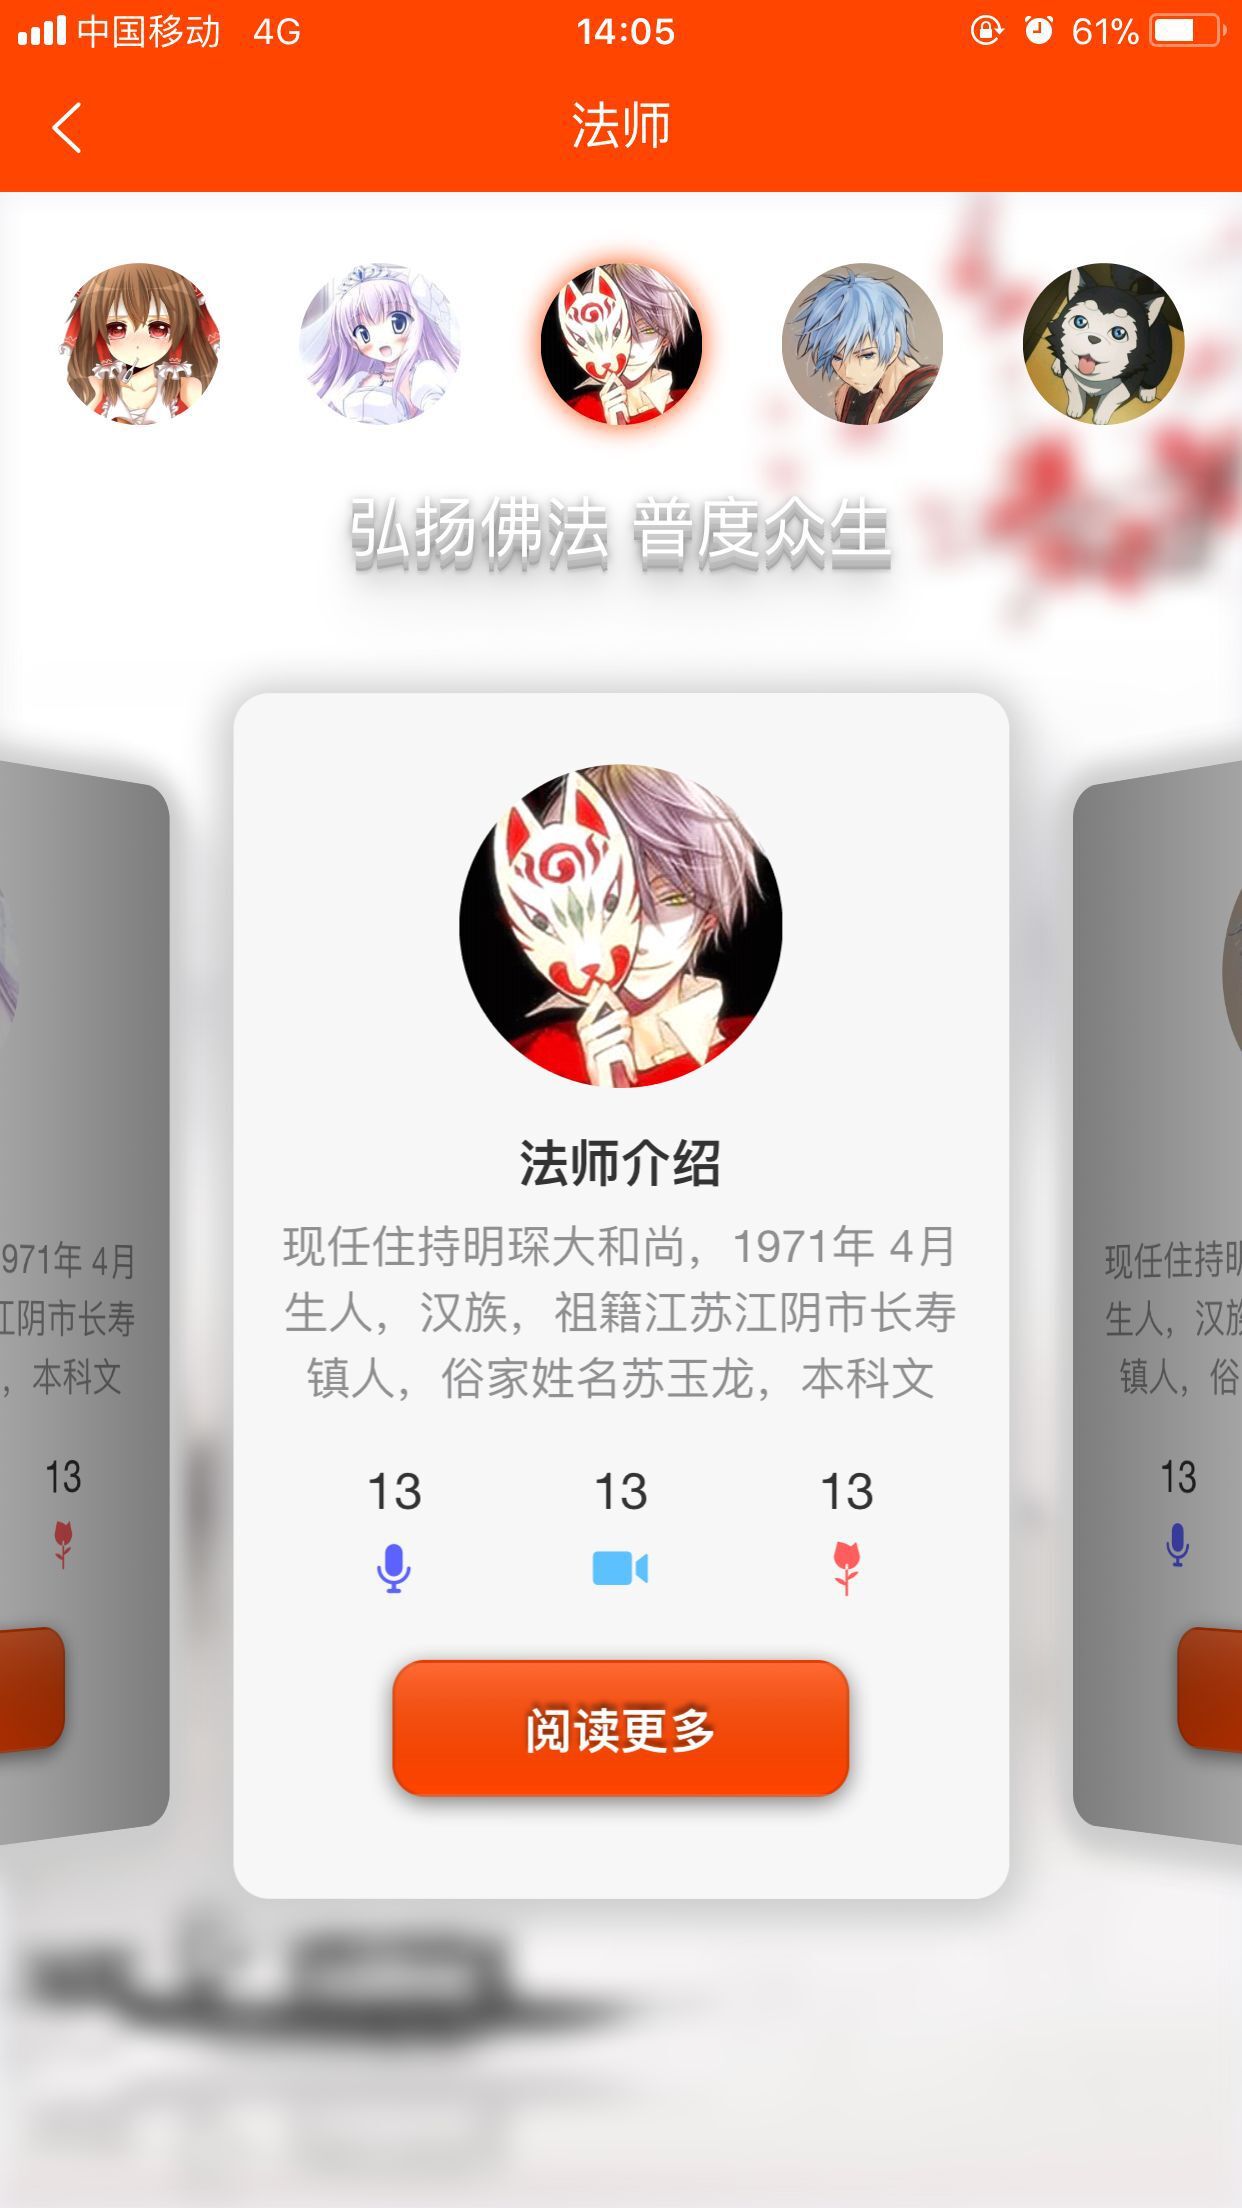 中国移动 4G 14:05 61%
法师
弘扬佛法 普度众生
法师介绍
现任住持明琛大和尚，1971年 4月
生人，汉族，祖籍江苏江阴市长寿
镇人，俗家姓名苏玉龙，本科文
13 13 13
阅读更多
971年 4月
江阴市长寿
，本科文
13
现任住持明
生人，汉族
镇人，俗
13